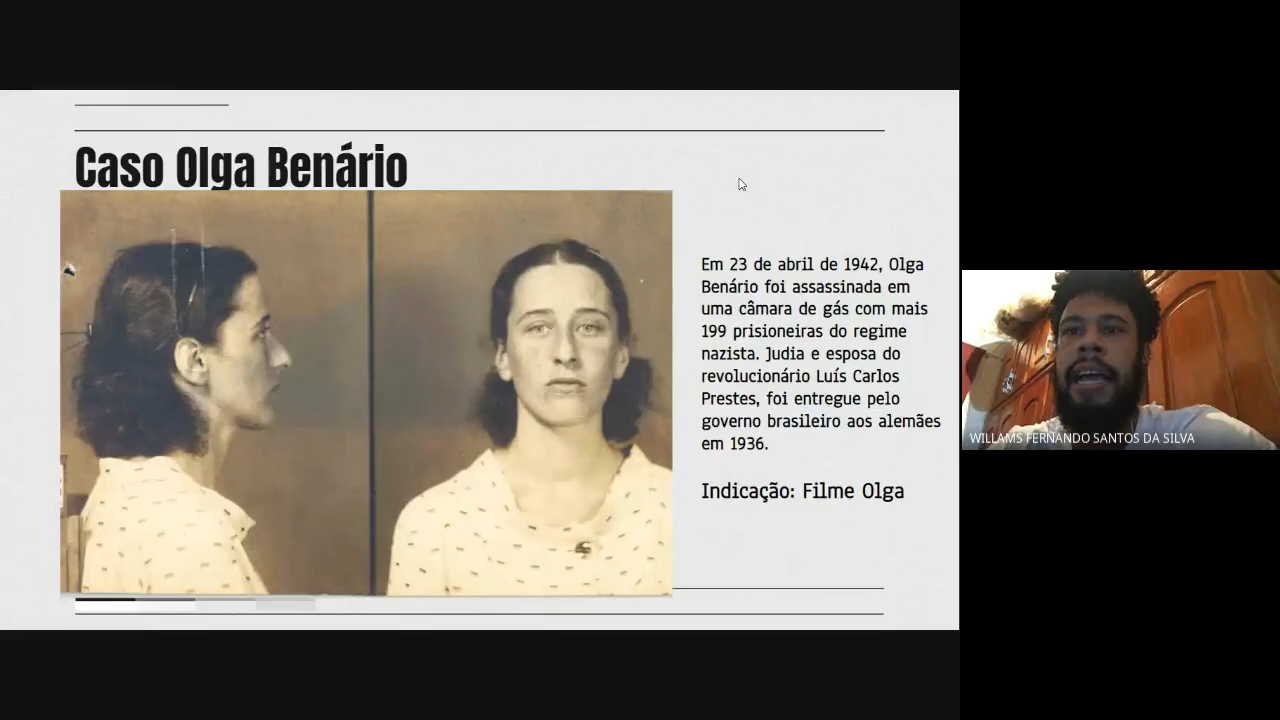 Caso Olga Benário
Em 23 de abril de 1942, Olga
Benário foi assassinada em
uma câmara de gás com mais
199 prisioneiras do regime
nazista. Judia e esposa do
revolucionário Luís Carlos
Prestes, foi entregue pelo
governo brasileiro aos alemães
em 1936.
Indicação: Filme Olga
WILLAMS FERNANDO SANTOS DA SILVA